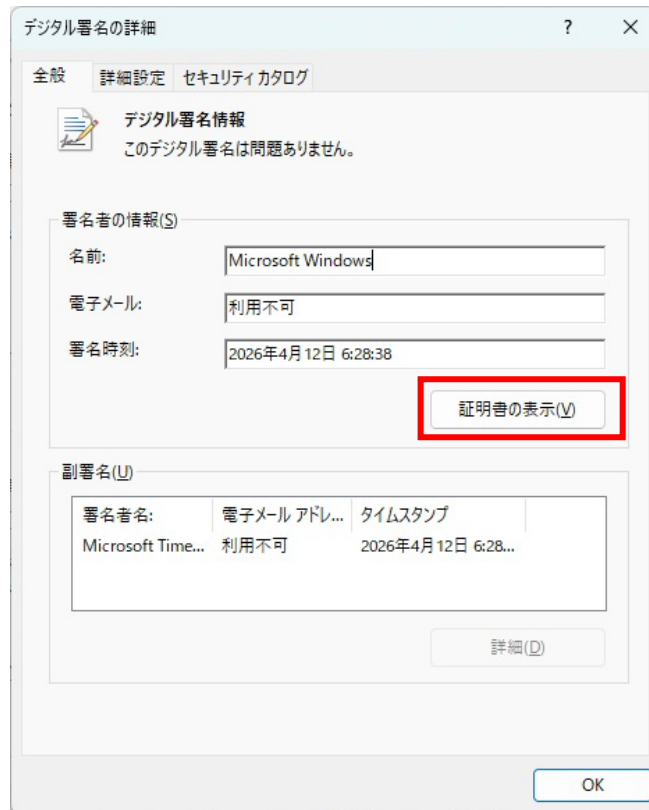 デジタル署名の詳細
全般 詳細設定 セキュリティ カタログ
デジタル署名情報
このデジタル署名は問題ありません。
署名者の情報(S)
名前: Microsoft Windows
電子メール: 利用不可
署名時刻: 2026年4月12日 6:28:38
証明書の表示(V)
副署名(U)
署名者名: 電子メール アドレ... タイムスタンプ
Microsoft Time... 利用不可 2026年4月12日 6:28...
詳細(D)
OK